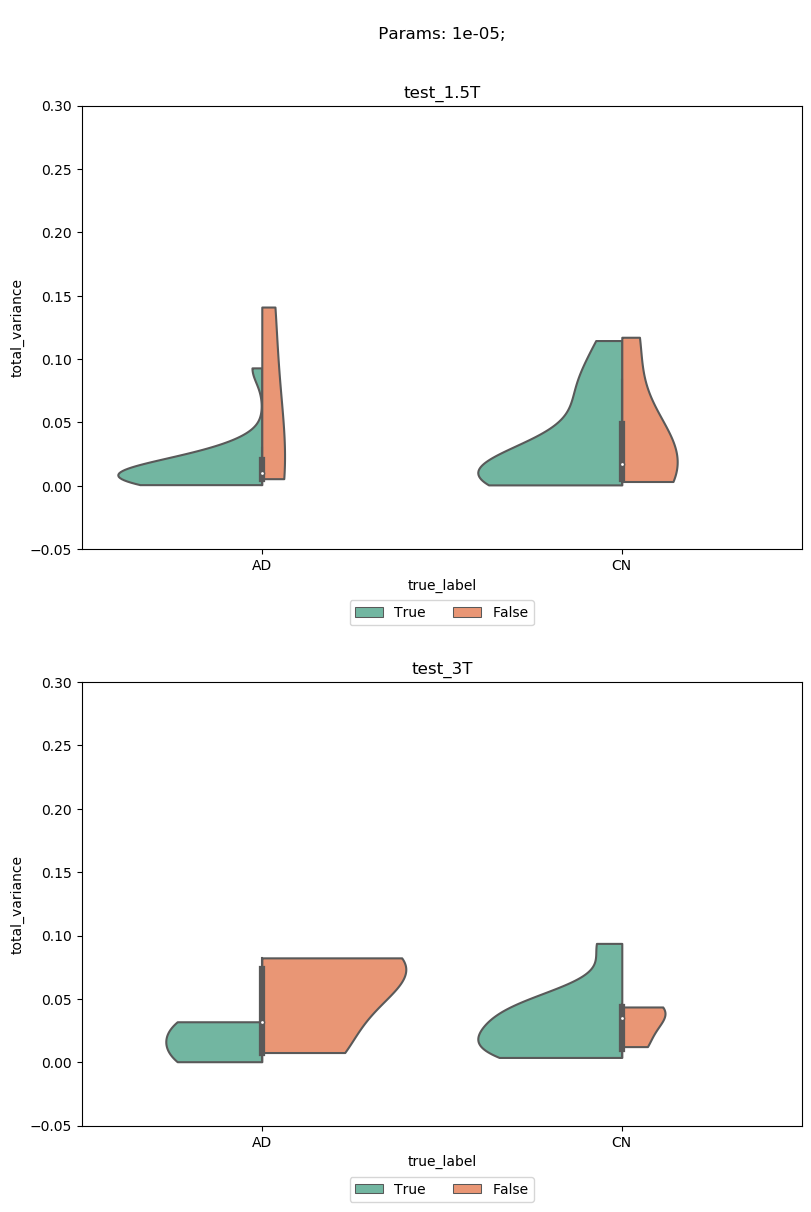 Params: 1e-05;
test_1.5T
0.30
0.25
0.20
0.15
0.10
0.05
0.00
−0.05
total_variance
AD CN
true_label
True False
test_3T
0.30
0.25
0.20
0.15
0.10
0.05
0.00
−0.05
total_variance
AD CN
true_label
True False